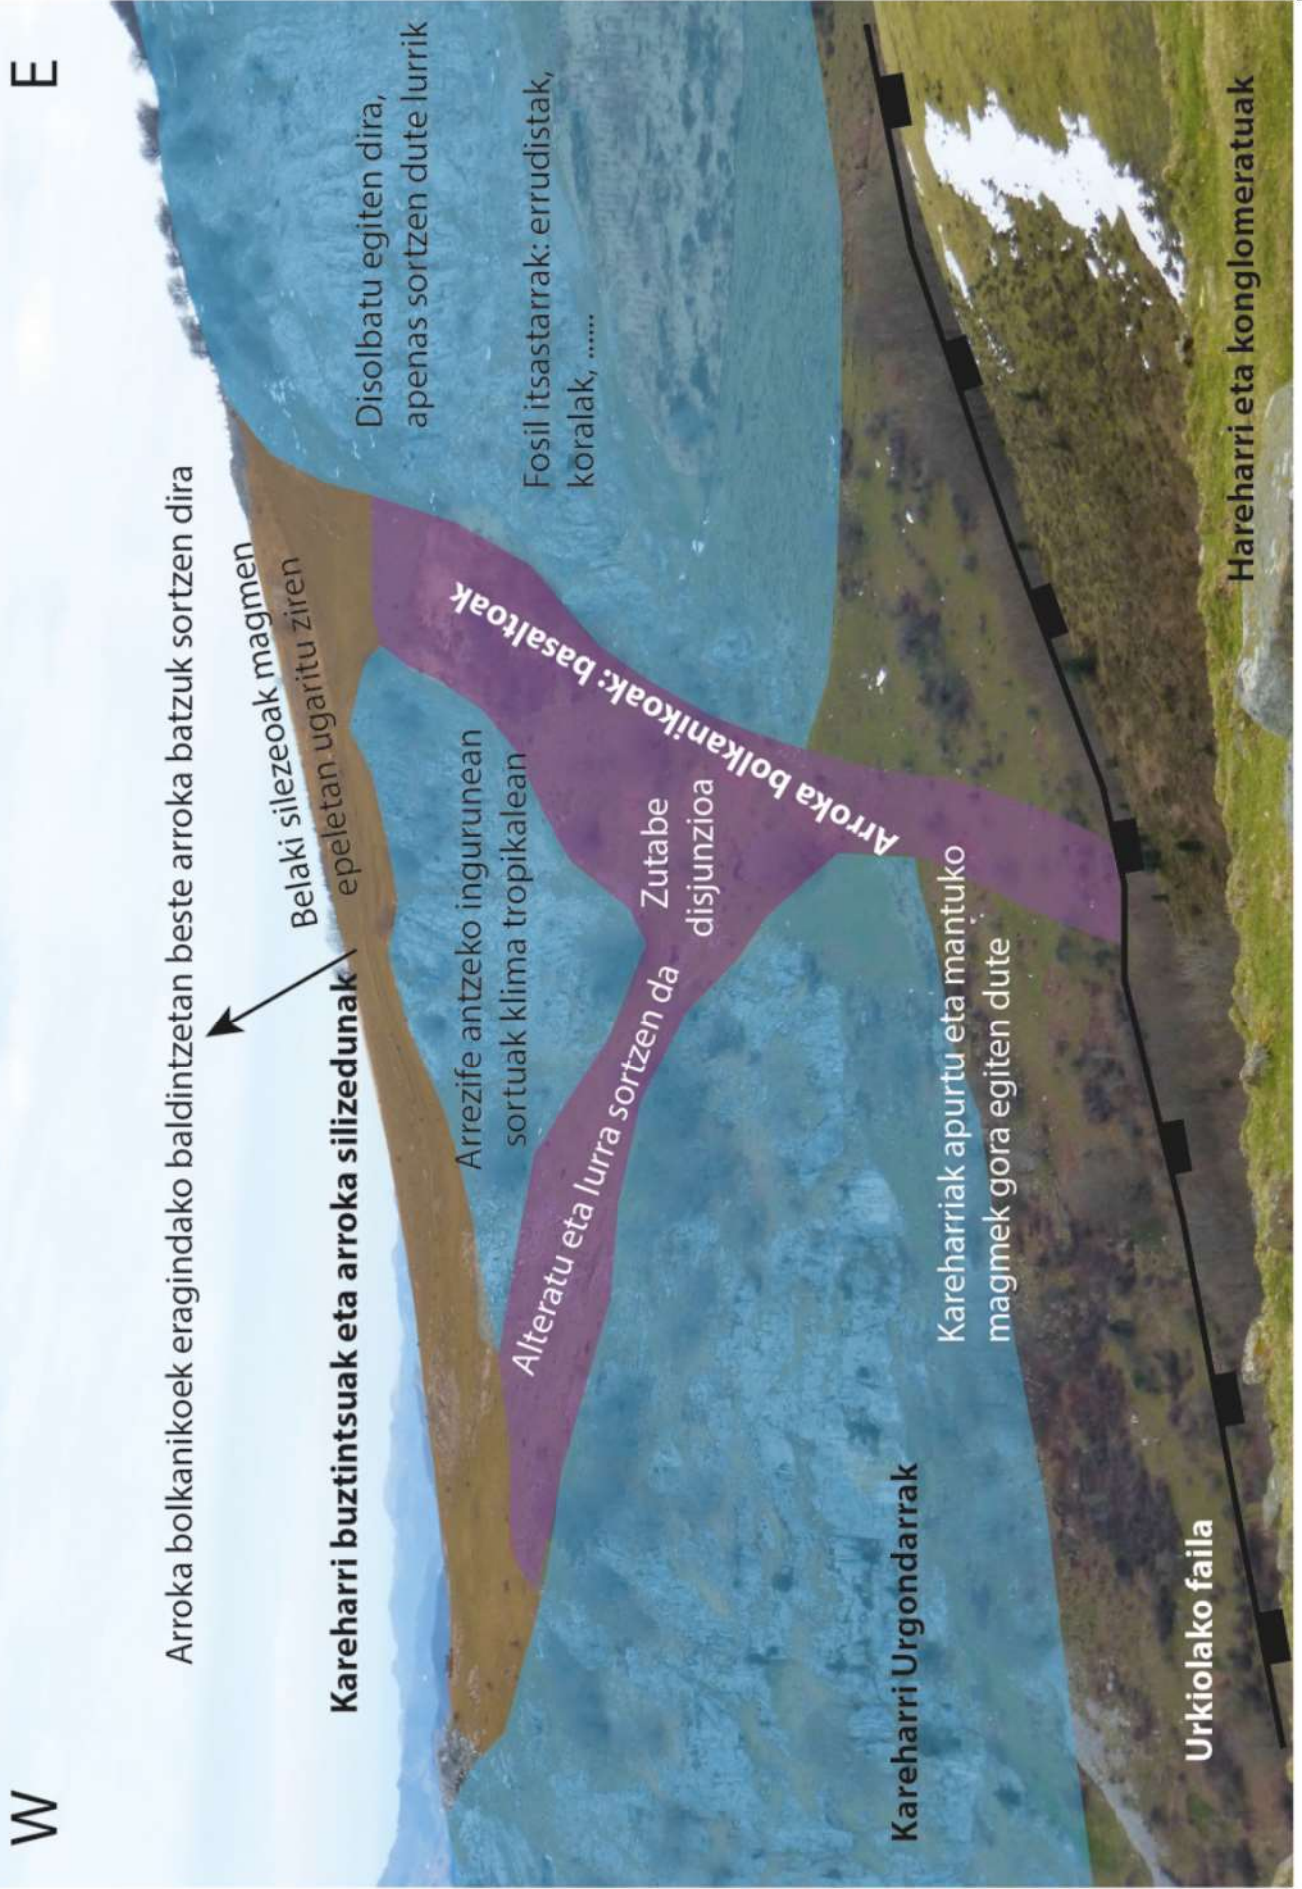 W
E
Arroka bolkanikoek eragindako baldintzetan beste arroka batzuk sortzen dira
Belaki silezeoak magmen
epeletan ugaritu ziren
Kareharri buztintsuak eta arroka silizedunak
Disolbatu egiten dira,
apenas sortzen dute lurrik
Arrezife antzeko ingurunean
sortuak klima tropikalean
Fosil itsastarrak: errudistak,
koralak, ......
Arroka bolkanikoak: basaltoak
Zutabe
disjunzioa
Alteratu eta lurra sortzen da
Kareharri Urgondarrak
Kareharriak apurtu eta mantuko
magmek gora egiten dute
Urkiolako faila
Hareharri eta konglomeratuak